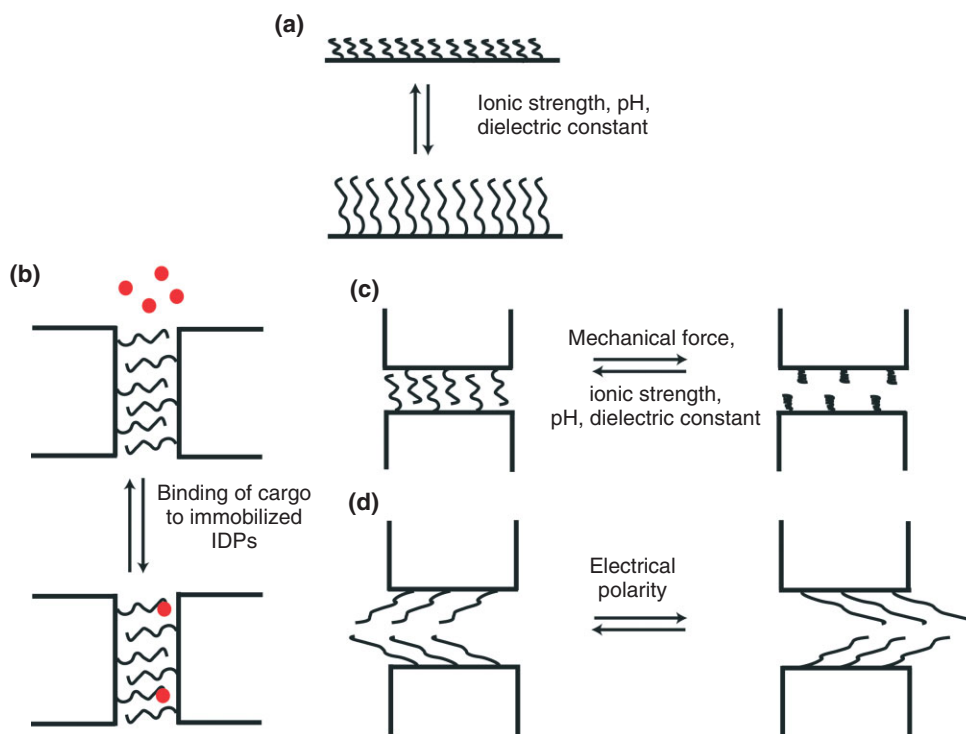 (a)
Ionic strength, pH,
dielectric constant
(b)
Binding of cargo
to immobilized
IDPs
(c)
Mechanical force,
ionic strength,
pH, dielectric constant
(d)
Electrical
polarity